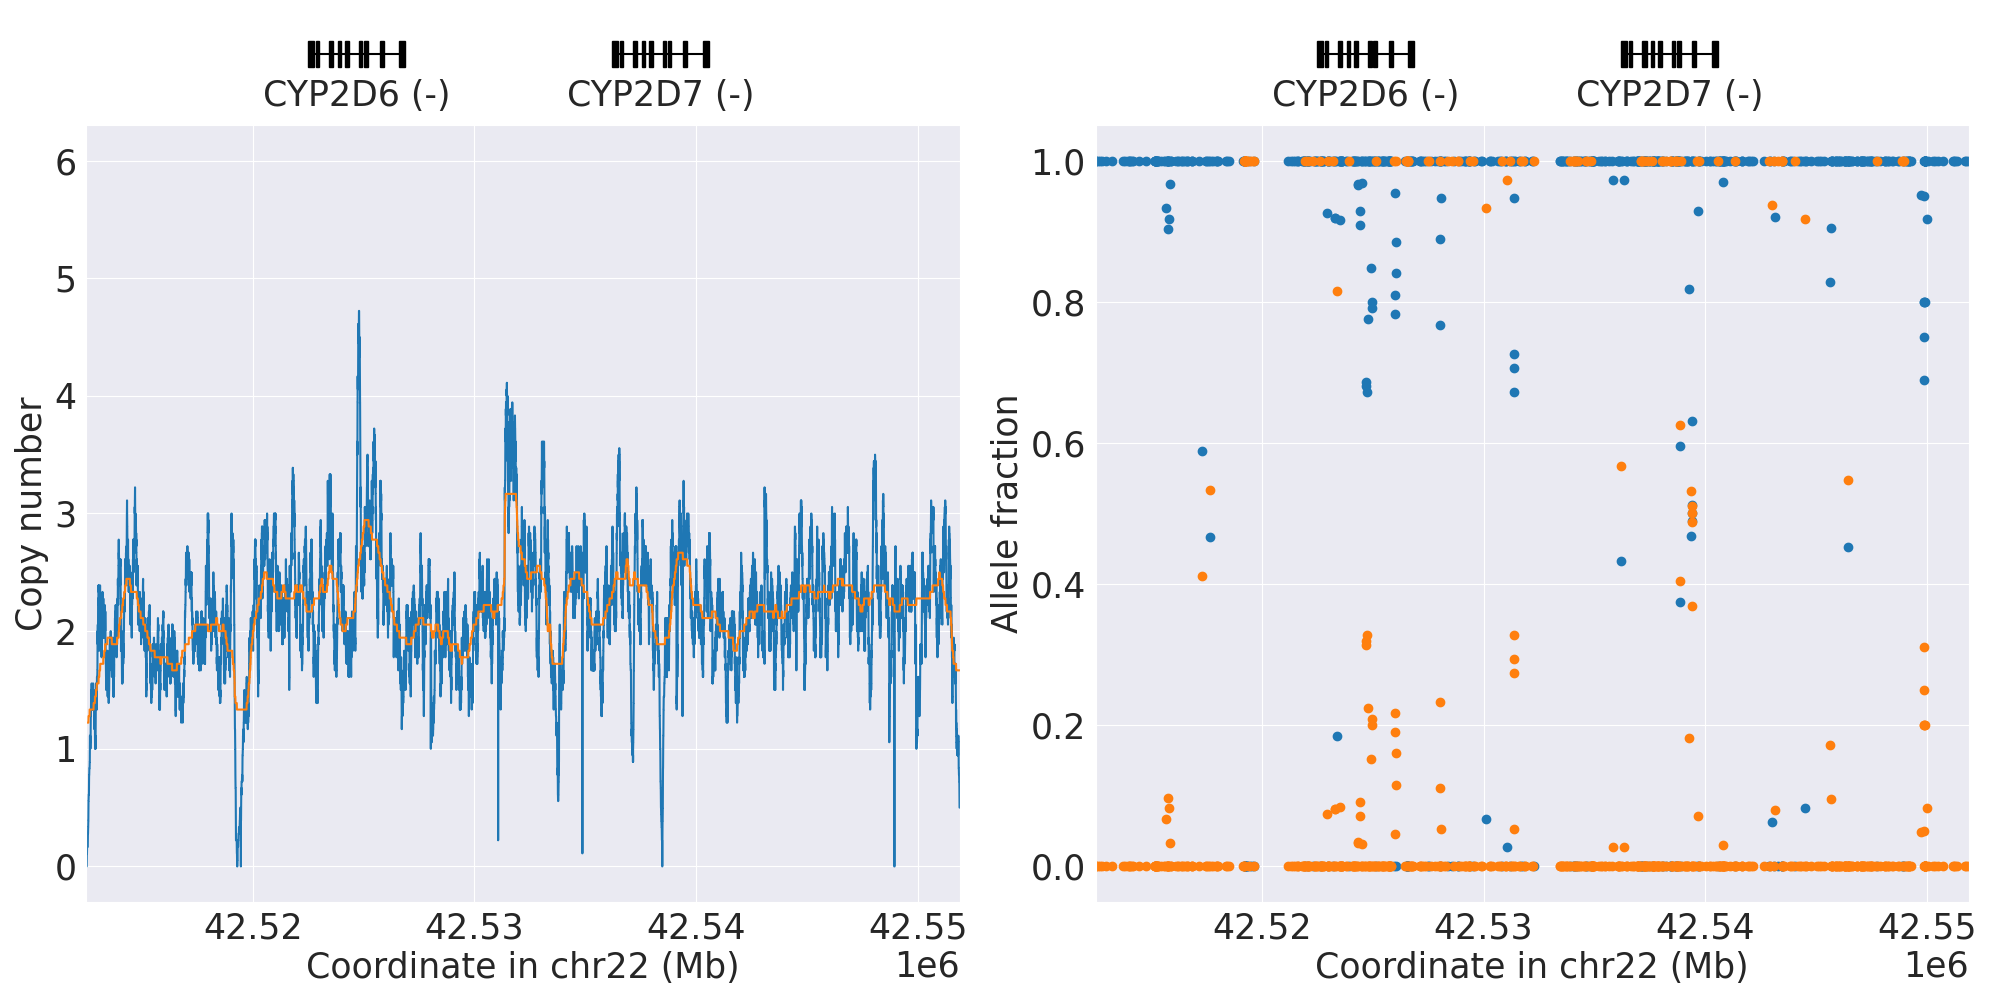 CYP2D6 (-) CYP2D7 (-)
6
5
4
3
2
1
0
Copy number
42.52 42.53 42.54 42.55
Coordinate in chr22 (Mb) 1e6
CYP2D6 (-) CYP2D7 (-)
1.0
0.8
0.6
0.4
0.2
0.0
Allele fraction
42.52 42.53 42.54 42.55
Coordinate in chr22 (Mb) 1e6